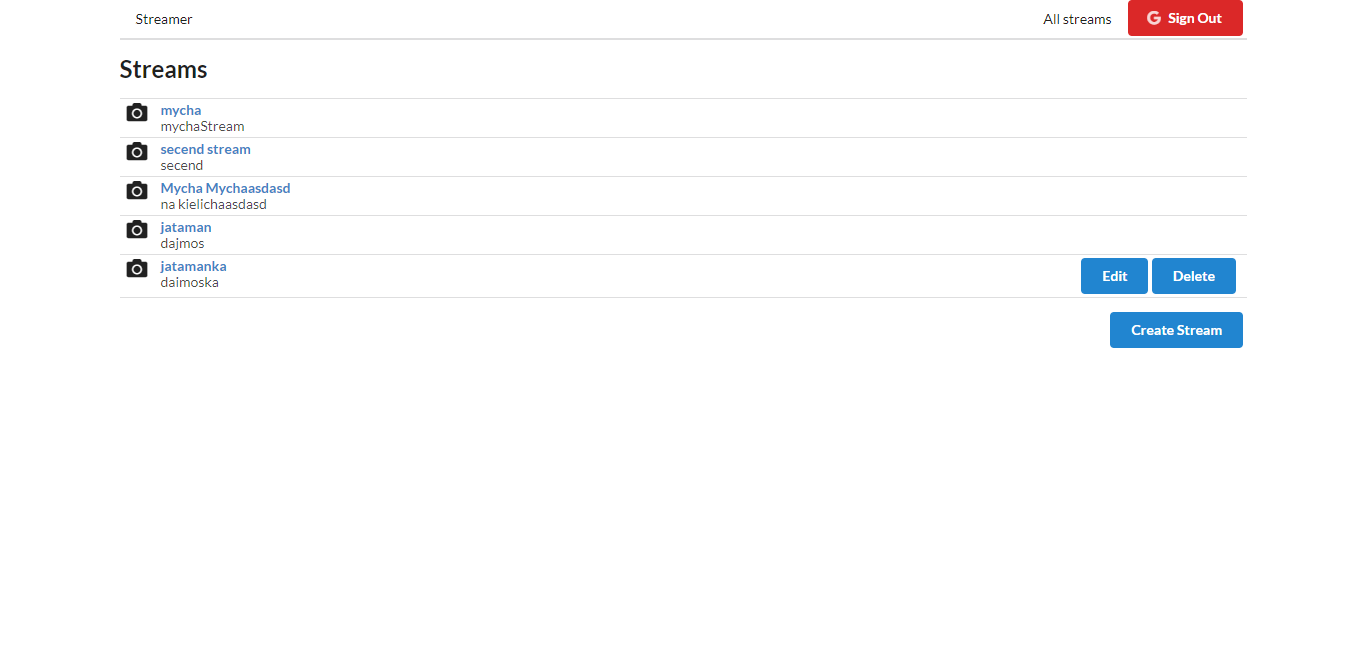 Streamer
All streams
Sign Out
Streams
mycha
mychaStream
secend stream
secend
Mycha Mychaasdasd
na kielichaasdasd
jataman
dajmos
jatamanka
daimoska
Edit
Delete
Create Stream